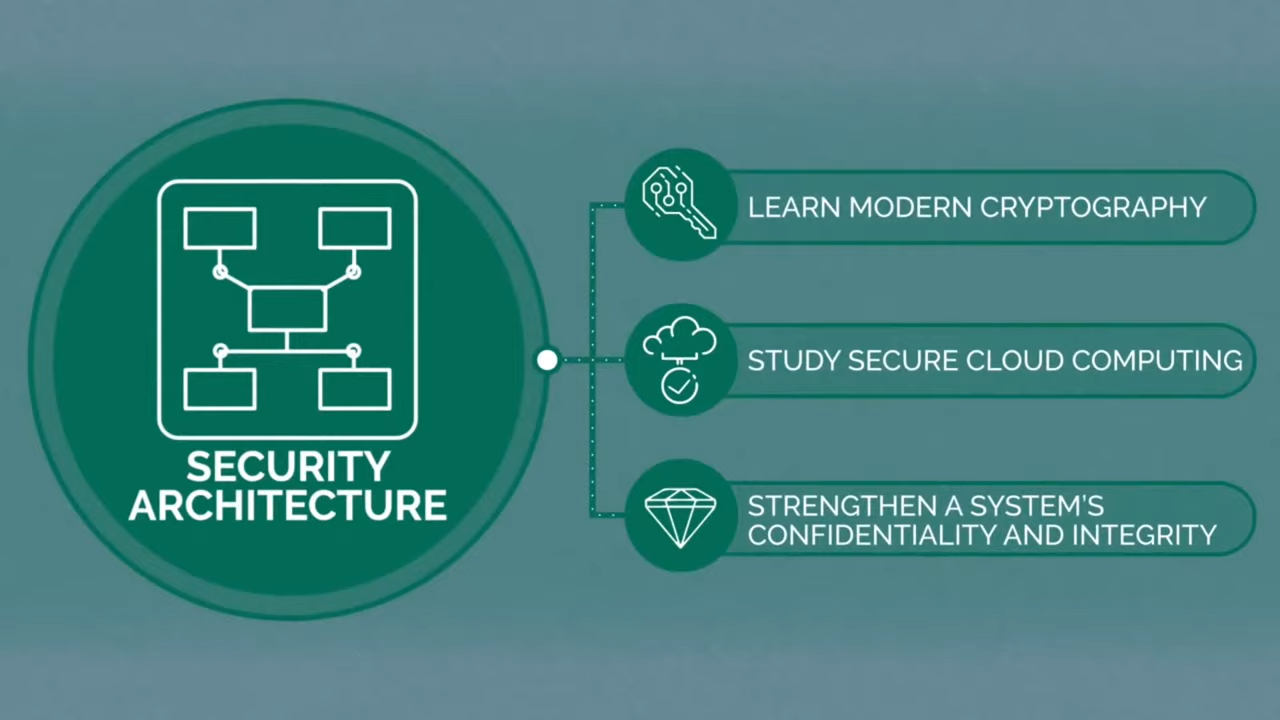 SECURITY
ARCHITECTURE
LEARN MODERN CRYPTOGRAPHY
STUDY SECURE CLOUD COMPUTING
STRENGTHEN A SYSTEM'S
CONFIDENTIALITY AND INTEGRITY